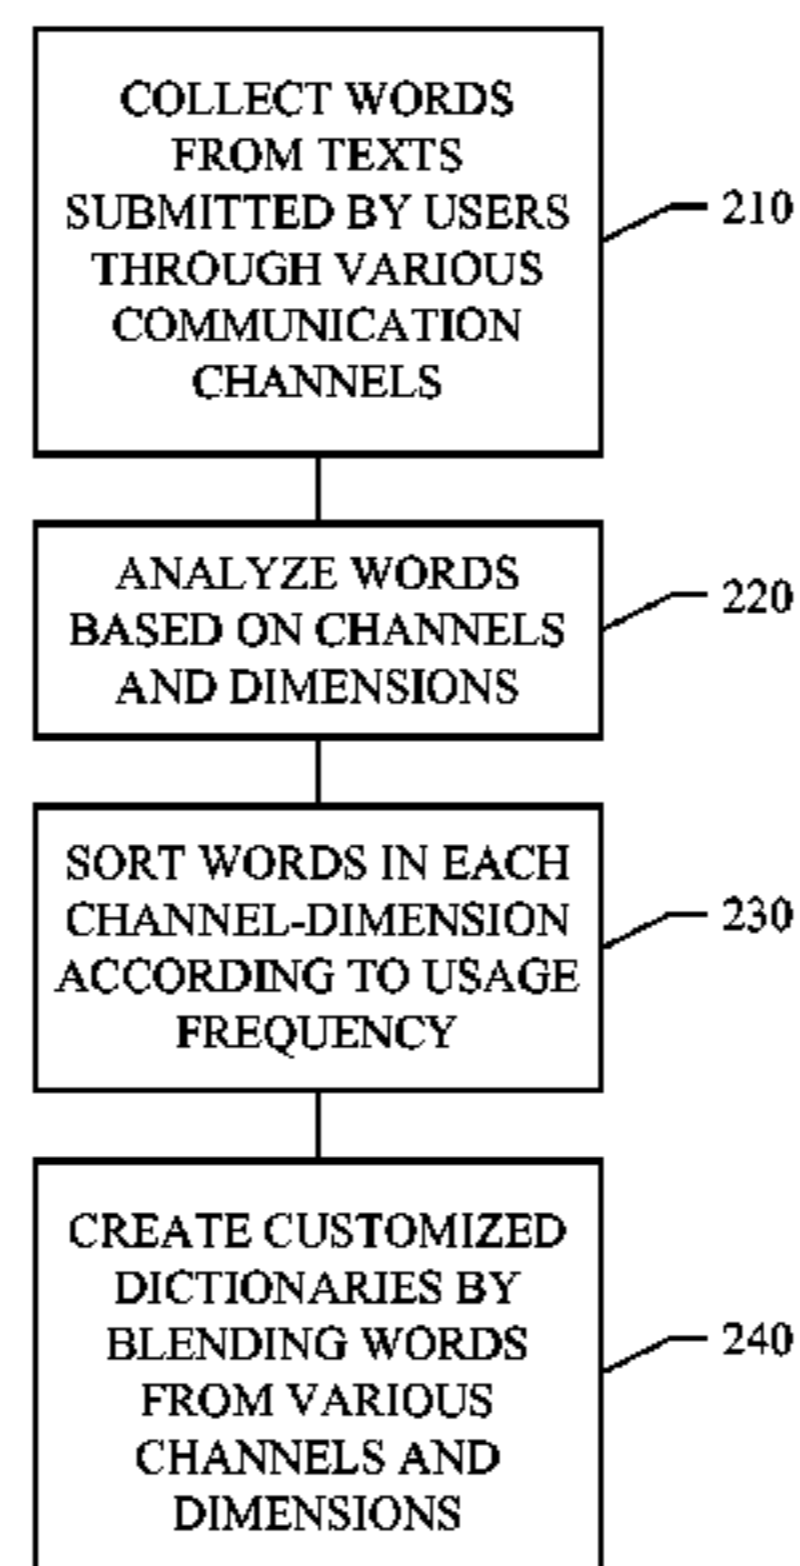 COLLECT WORDS
FROM TEXTS
SUBMITTED BY USERS
THROUGH VARIOUS
COMMUNICATION
CHANNELS
210
ANALYZE WORDS
BASED ON CHANNELS
AND DIMENSIONS
220
SORT WORDS IN EACH
CHANNEL-DIMENSION
ACCORDING TO USAGE
FREQUENCY
230
CREATE CUSTOMIZED
DICTIONARIES BY
BLENDING WORDS
FROM VARIOUS
CHANNELS AND
DIMENSIONS
240